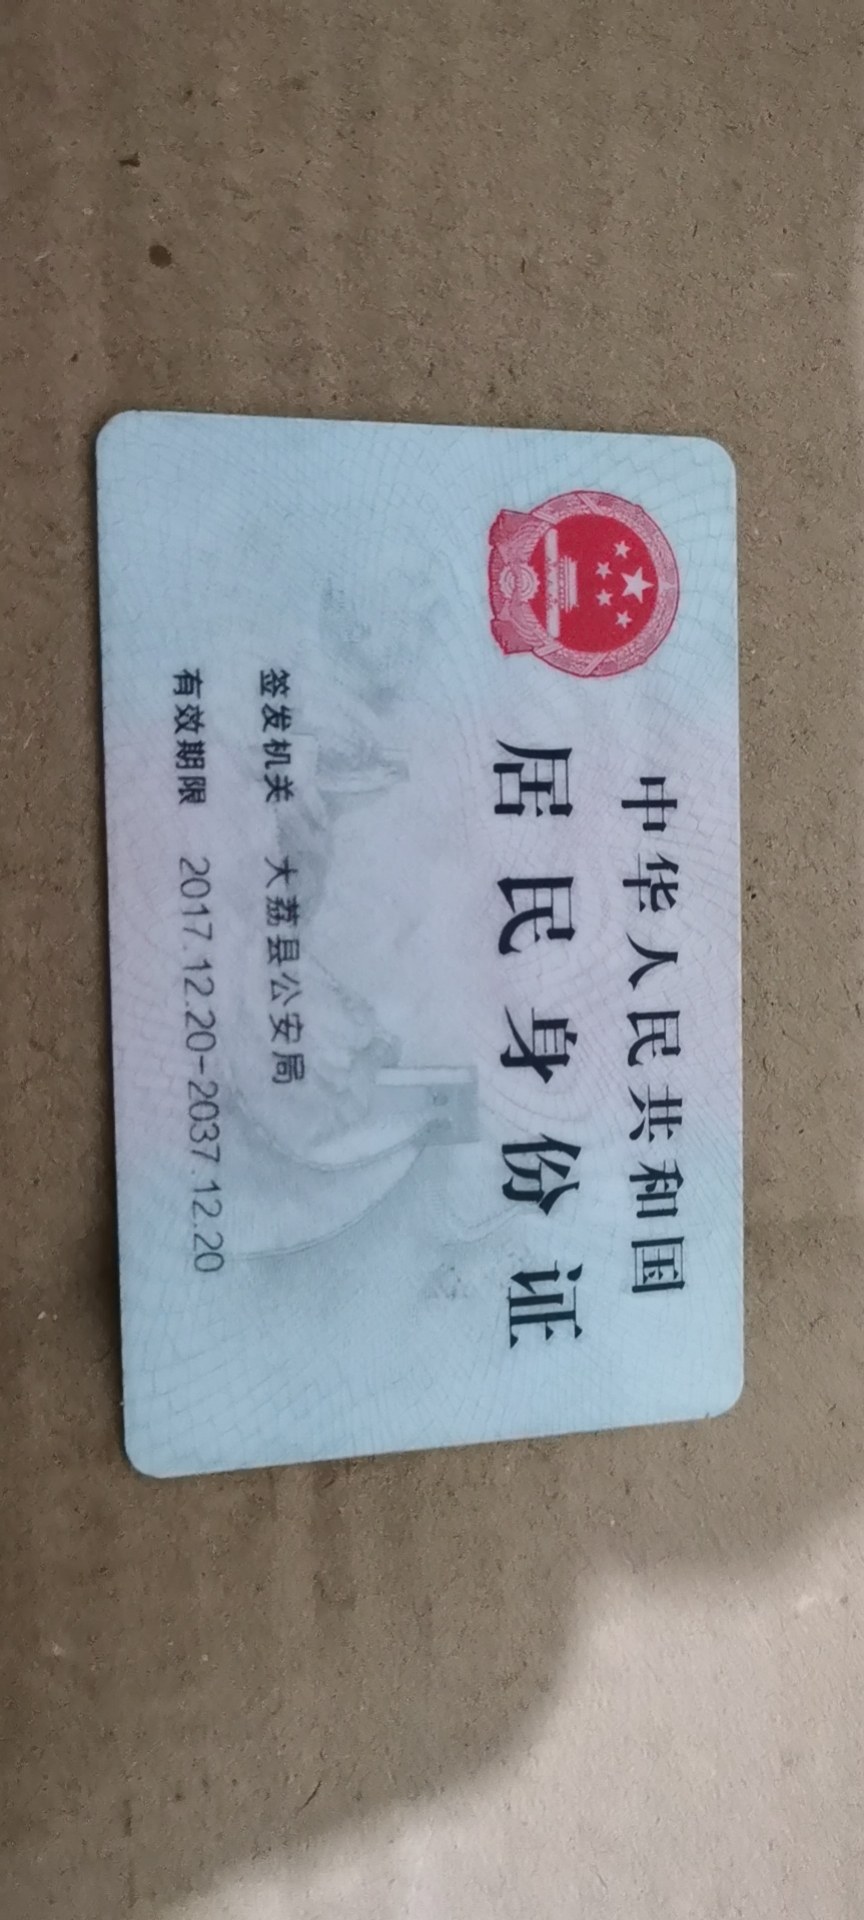 中华人民共和国
居民身份证
签发机关 大荔县公安局
有效期限 2017.12.20-2037.12.20